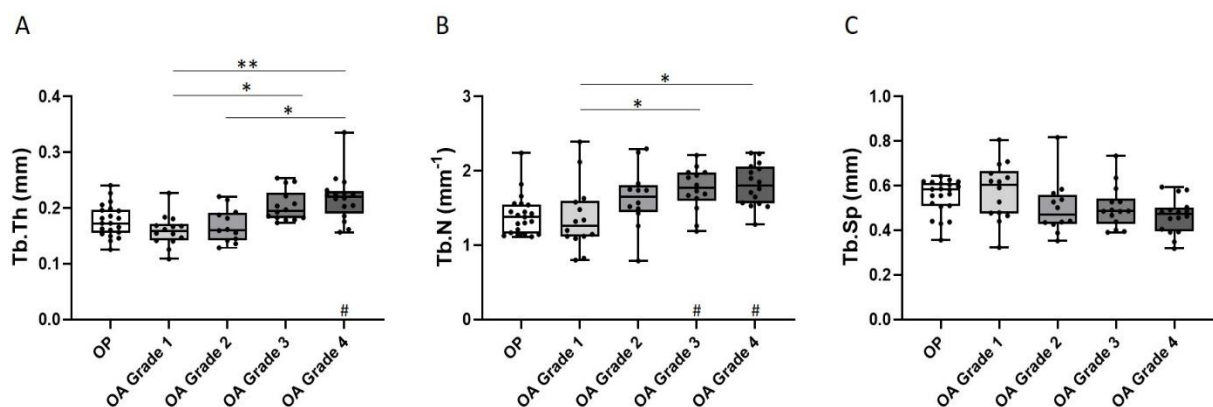 A
B
C
**
*
*
*
*
Tb.Th (mm)
0.4
0.3
0.2
0.1
0.0
#
OP
OA Grade 1
OA Grade 2
OA Grade 3
OA Grade 4
Tb.N (mm⁻¹)
3
2
1
0
#
#
OP
OA Grade 1
OA Grade 2
OA Grade 3
OA Grade 4
Tb.Sp (mm)
1.0
0.8
0.6
0.4
0.2
0.0
OP
OA Grade 1
OA Grade 2
OA Grade 3
OA Grade 4